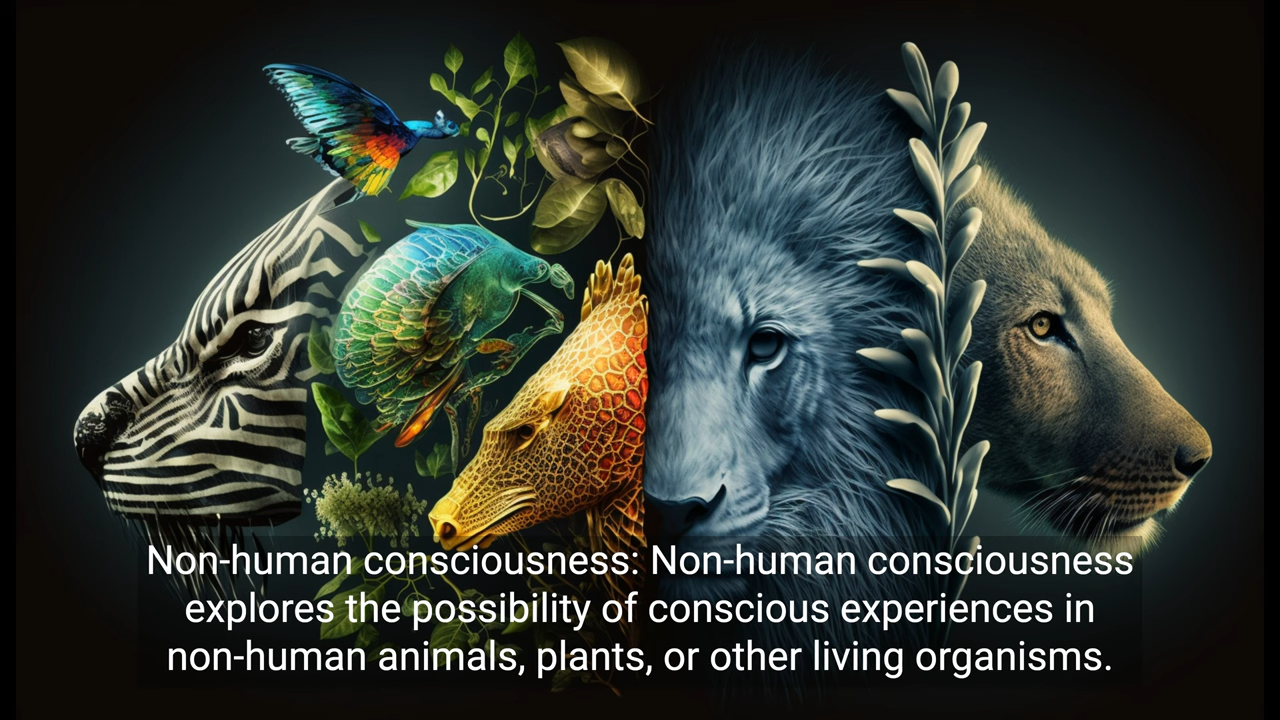 Non-human consciousness: Non-human consciousness
explores the possibility of conscious experiences in
non-human animals, plants, or other living organisms.